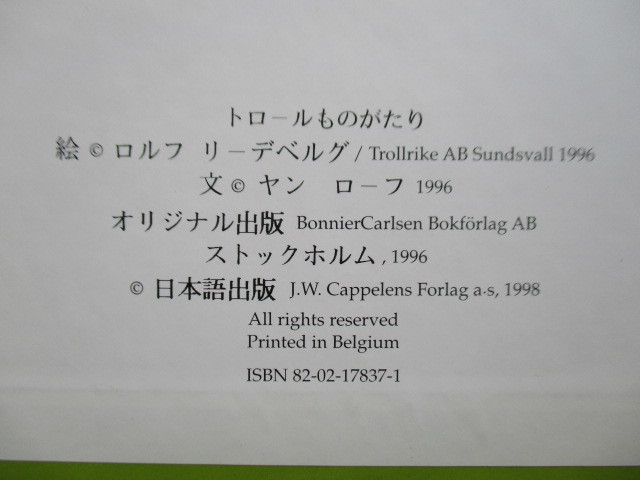 トロールものがたり
絵 © ロルフ リーデベルグ / Trollrike AB Sundsvall 1996
文 © ヤン ローフ 1996
オリジナル出版 BonnierCarlsen Bokförlag AB
ストックホルム, 1996
© 日本語出版 J.W. Cappelens Forlag a·s, 1998
All rights reserved
Printed in Belgium
ISBN 82-02-17837-1